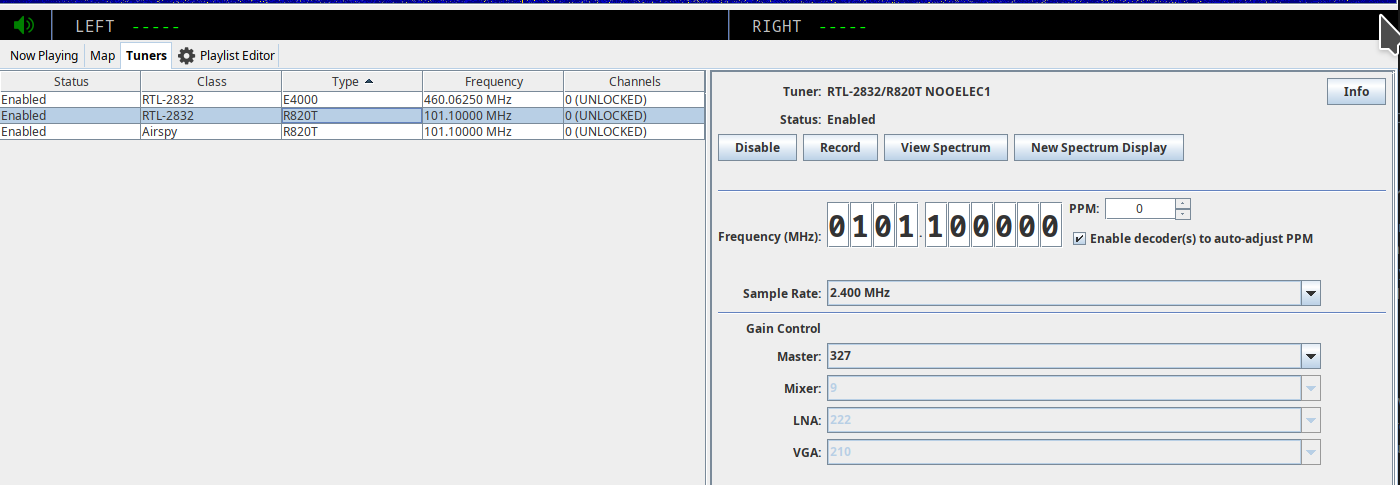 LEFT ----- RIGHT -----
Now Playing Map Tuners Playlist Editor
Status Class Type Frequency Channels
Enabled RTL-2832 E4000 460.06250 MHz 0 (UNLOCKED)
Enabled RTL-2832 R820T 101.10000 MHz 0 (UNLOCKED)
Enabled Airspy R820T 101.10000 MHz 0 (UNLOCKED)
Tuner: RTL-2832/R820T NOOELEC1 Info
Status: Enabled
Disable Record View Spectrum New Spectrum Display
Frequency (MHz): 0101.100000 PPM: 0
Enable decoder(s) to auto-adjust PPM
Sample Rate: 2.400 MHz
Gain Control
Master: 327
Mixer: 9
LNA: 222
VGA: 210